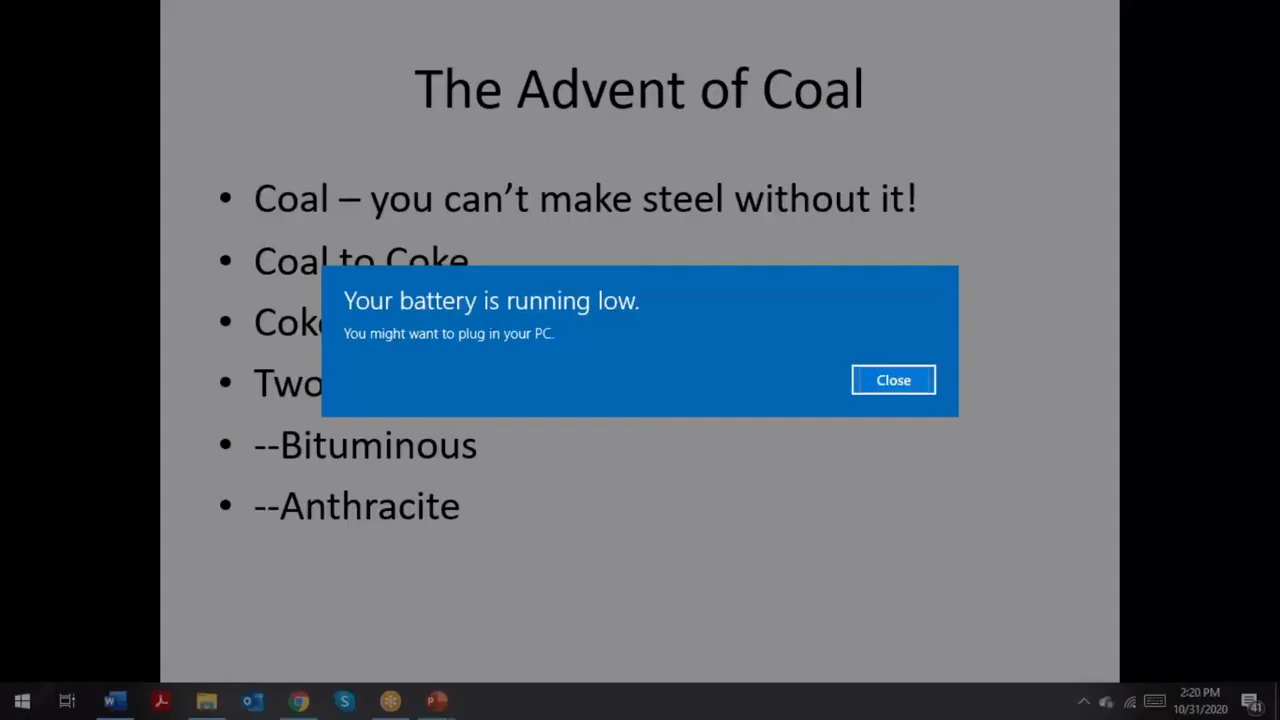 The Advent of Coal
• Coal – you can’t make steel without it!
• Coal to Coke
• Coke
Your battery is running low.
You might want to plug in your PC.
Close
• Two
• --Bituminous
• --Anthracite
2:20 PM
10/31/2020
41